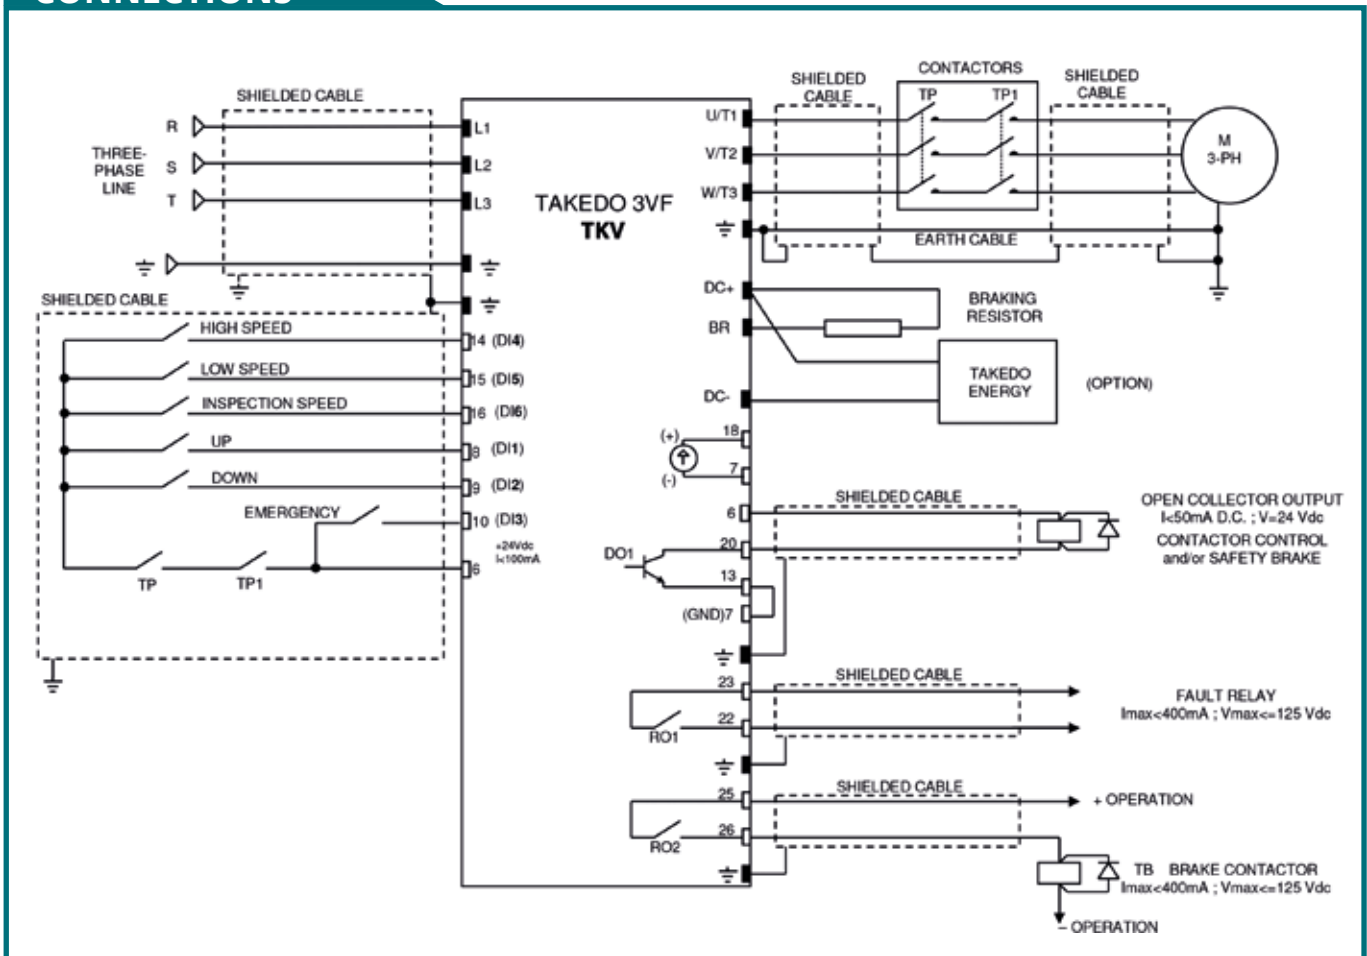 CONNECTIONS
SHIELDED CABLE
THREE-
PHASE
LINE
R
S
T
L1
L2
L3
TAKEDO 3VF
TKV
SHIELDED CABLE
HIGH SPEED
14 (DI4)
LOW SPEED
15 (DI5)
INSPECTION SPEED
16 (DI6)
UP
8 (DI1)
DOWN
9 (DI2)
EMERGENCY
10 (DI3)
+24Vdc
I<100mA
6
TP
TP1
U/T1
V/T2
W/T3
SHIELDED
CABLE
CONTACTORS
TP
TP1
SHIELDED
CABLE
M
3-PH
EARTH CABLE
DC+
BR
BRAKING
RESISTOR
TAKEDO
ENERGY
(OPTION)
DC-
(+)
18
(-)
7
SHIELDED CABLE
6
20
DO1
13
(GND)7
OPEN COLLECTOR OUTPUT
I<50mA D.C. ; V=24 Vdc
CONTACTOR CONTROL
and/or SAFETY BRAKE
23
SHIELDED CABLE
22
RO1
FAULT RELAY
Imax<400mA ; Vmax<=125 Vdc
25
SHIELDED CABLE
+ OPERATION
26
RO2
TB BRAKE CONTACTOR
Imax<400mA ; Vmax<=125 Vdc
– OPERATION